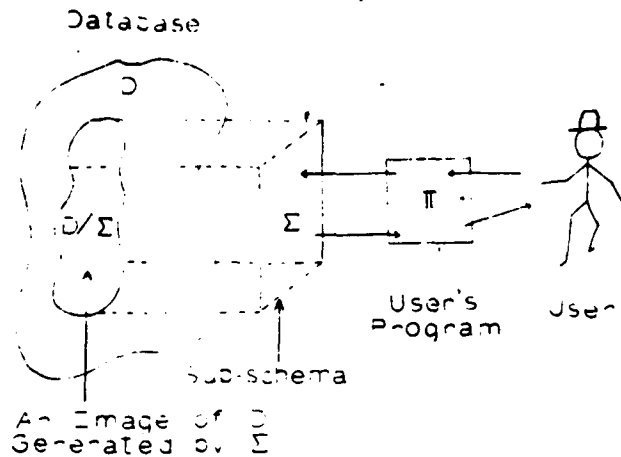 Database
D
D/Σ
Σ
π
User's
Program
User
Sub-schema
An Image of D
Generated by Σ